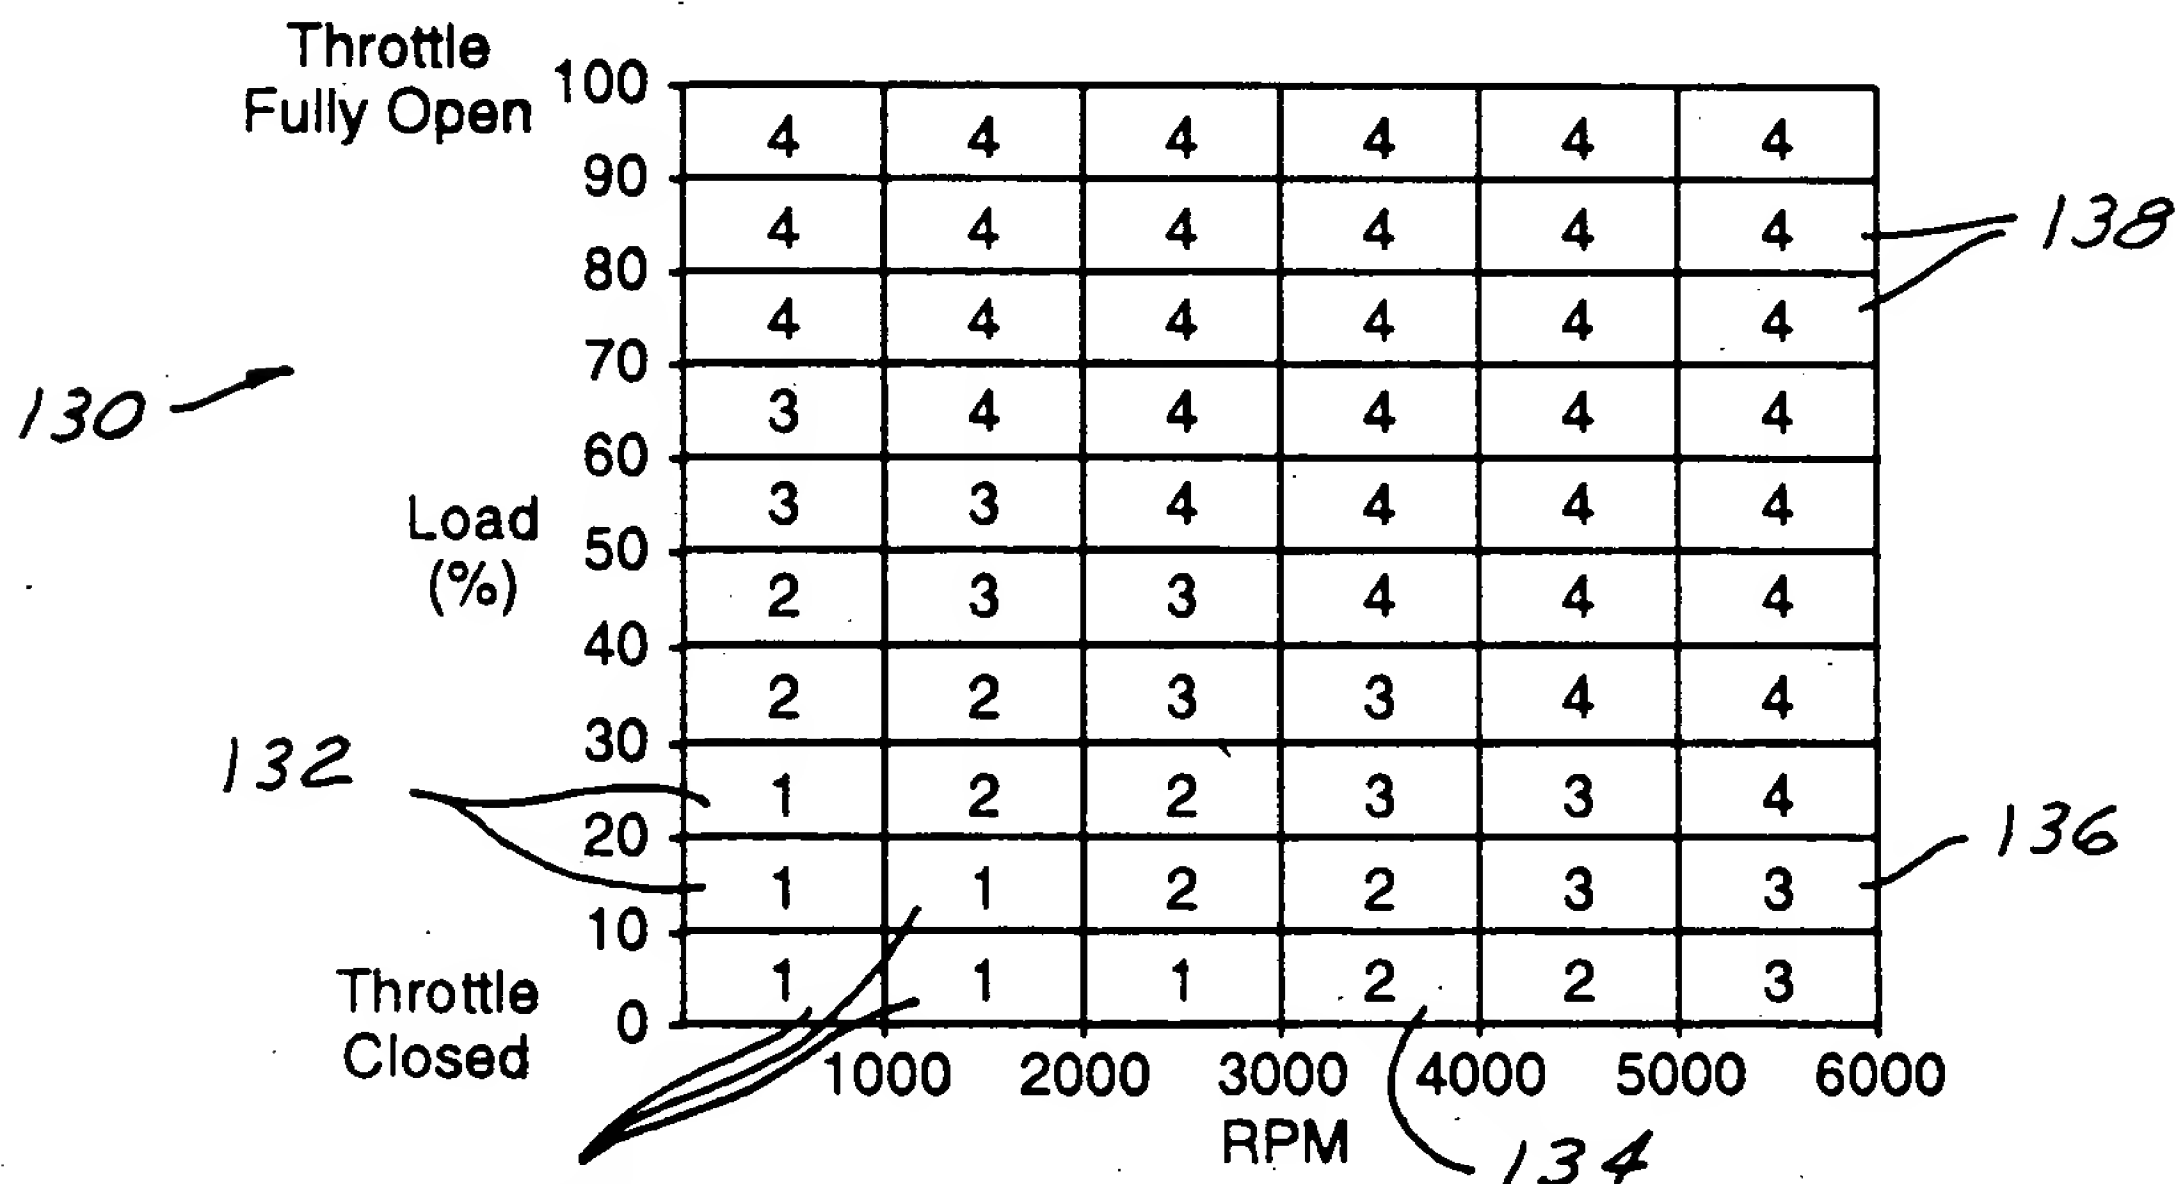 Throttle
Fully Open
100
4 4 4 4 4 4
90
4 4 4 4 4 4
138
80
4 4 4 4 4 4
70
130
3 4 4 4 4 4
60
Load
(%)
3 3 4 4 4 4
50
2 3 3 4 4 4
40
2 2 3 3 4 4
30
132
1 2 2 3 3 4
20
136
1 1 2 2 3 3
10
Throttle
Closed
1 1 1 2 2 3
0
1000 2000 3000 4000 5000 6000
RPM
134